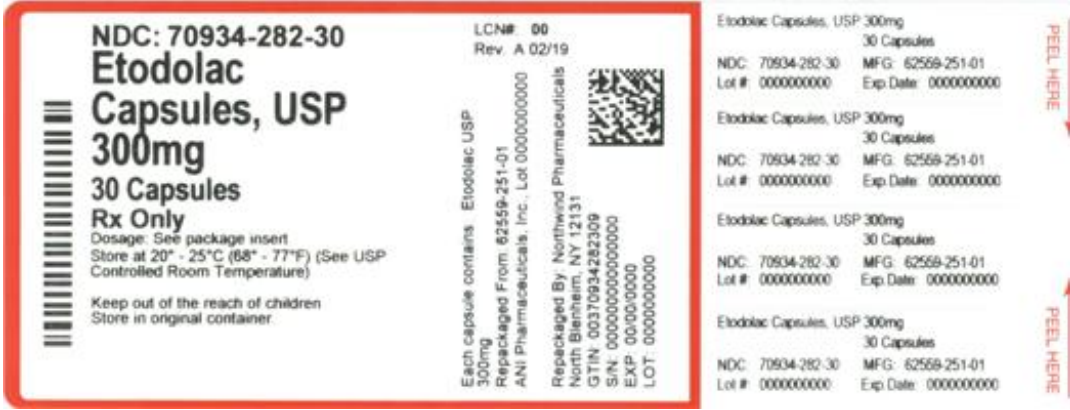 NDC: 70934-282-30
Etodolac
Capsules, USP
300mg
30 Capsules
Rx Only
Dosage: See package insert
Store at 20° - 25°C (68° - 77°F) (See USP
Controlled Room Temperature)
Keep out of the reach of children
Store in original container
LCN#: 00
Rev. A 02/19
Each capsule contains: Etodolac USP
300mg
Repackaged From: 62559-251-01
ANI Pharmaceuticals, Inc., Lot 0000000000
Repackaged By: Northwind Pharmaceuticals
North Blenheim, NY 12131
GTIN: 00370934282309
S/N: 00000000000000
EXP: 00/00/0000
LOT: 0000000000
Etodolac Capsules, USP 300mg
30 Capsules
NDC: 70934-282-30 MFG: 62559-251-01
Lot #: 0000000000 Exp.Date: 0000000000
Etodolac Capsules, USP 300mg
30 Capsules
NDC: 70934-282-30 MFG: 62559-251-01
Lot #: 0000000000 Exp.Date: 0000000000
Etodolac Capsules, USP 300mg
30 Capsules
NDC: 70934-282-30 MFG: 62559-251-01
Lot #: 0000000000 Exp.Date: 0000000000
Etodolac Capsules, USP 300mg
30 Capsules
NDC: 70934-282-30 MFG: 62559-251-01
Lot #: 0000000000 Exp.Date: 0000000000
PEEL HERE
PEEL HERE